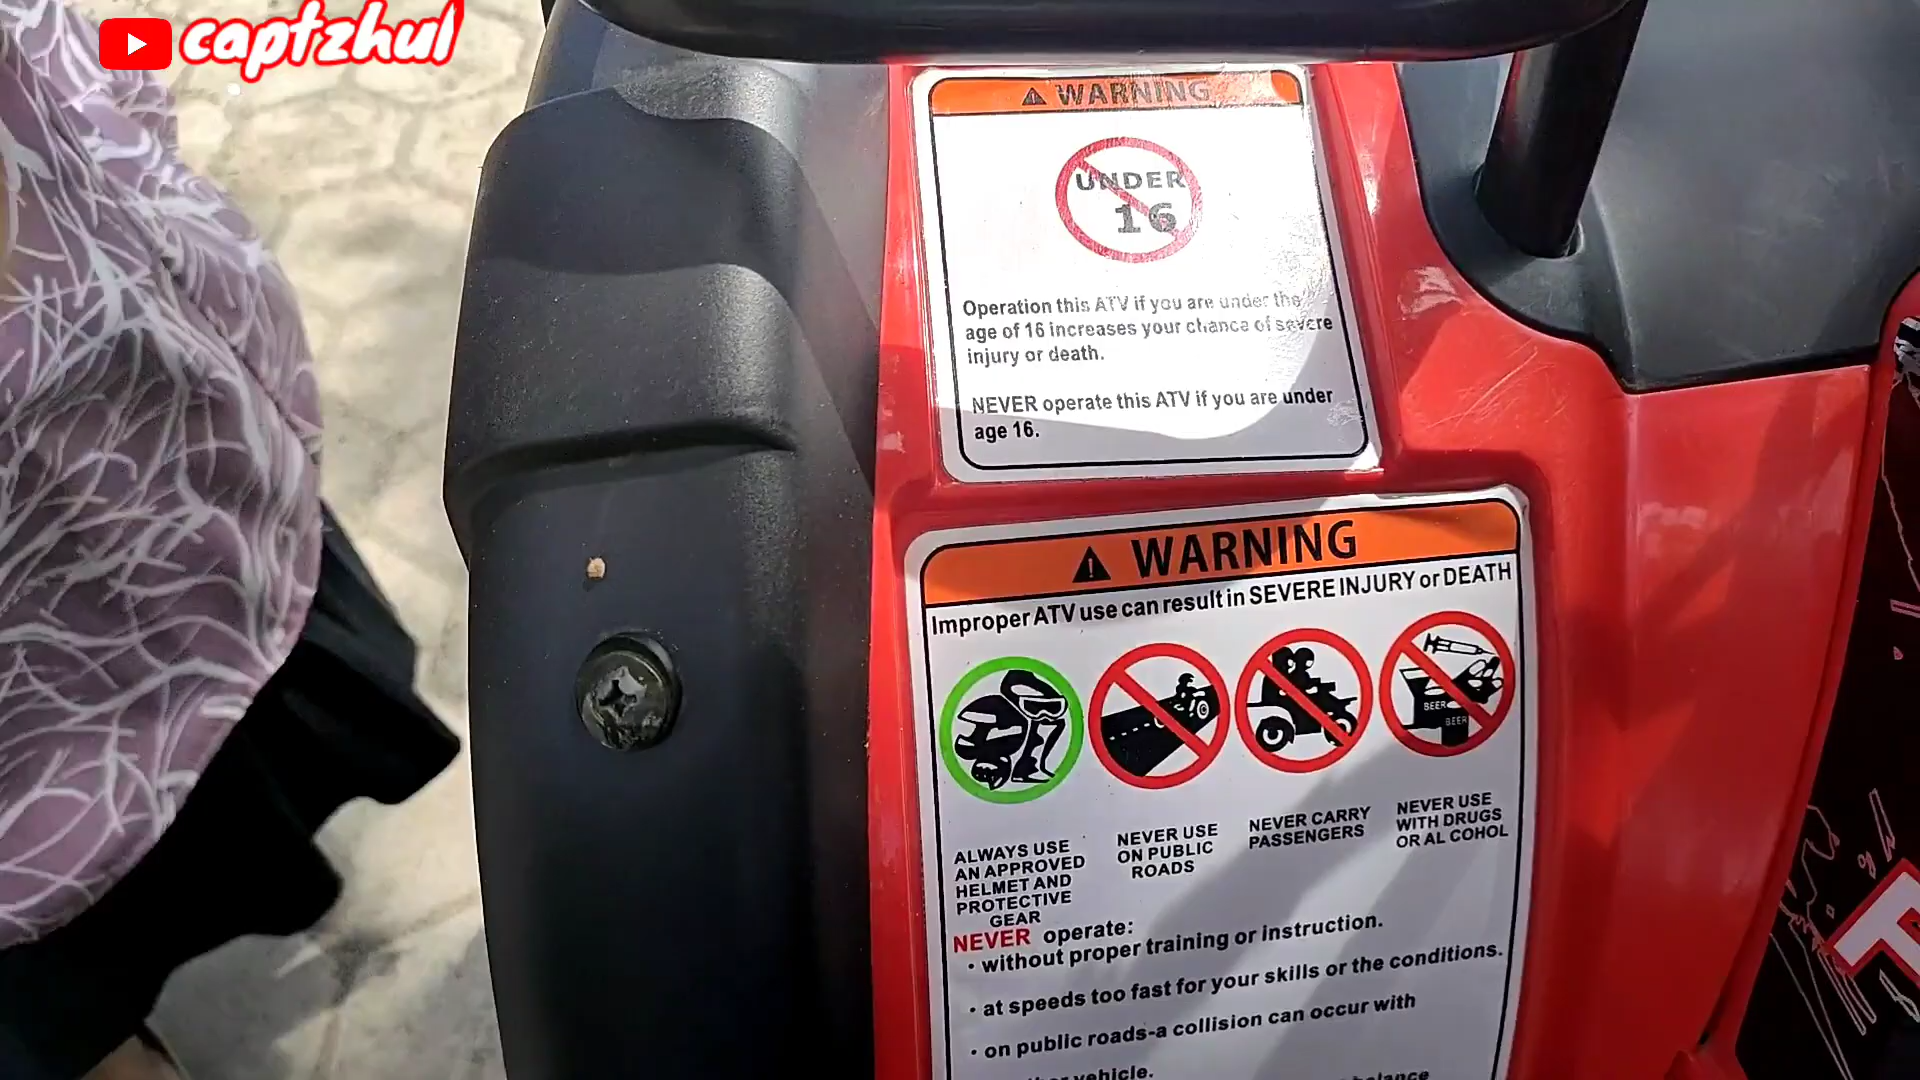 captzhul
WARNING
UNDER
16
Operation this ATV if you are under the
age of 16 increases your chance of severe
injury or death.
NEVER operate this ATV if you are under
age 16.
WARNING
Improper ATV use can result in SEVERE INJURY or DEATH
BEER
BEER
ALWAYS USE
AN APPROVED
HELMET AND
PROTECTIVE
GEAR
NEVER USE
ON PUBLIC
ROADS
NEVER CARRY
PASSENGERS
NEVER USE
WITH DRUGS
OR AL COHOL
NEVER operate:
• without proper training or instruction.
• at speeds too fast for your skills or the conditions.
• on public roads-a collision can occur with
vehicle.
balance